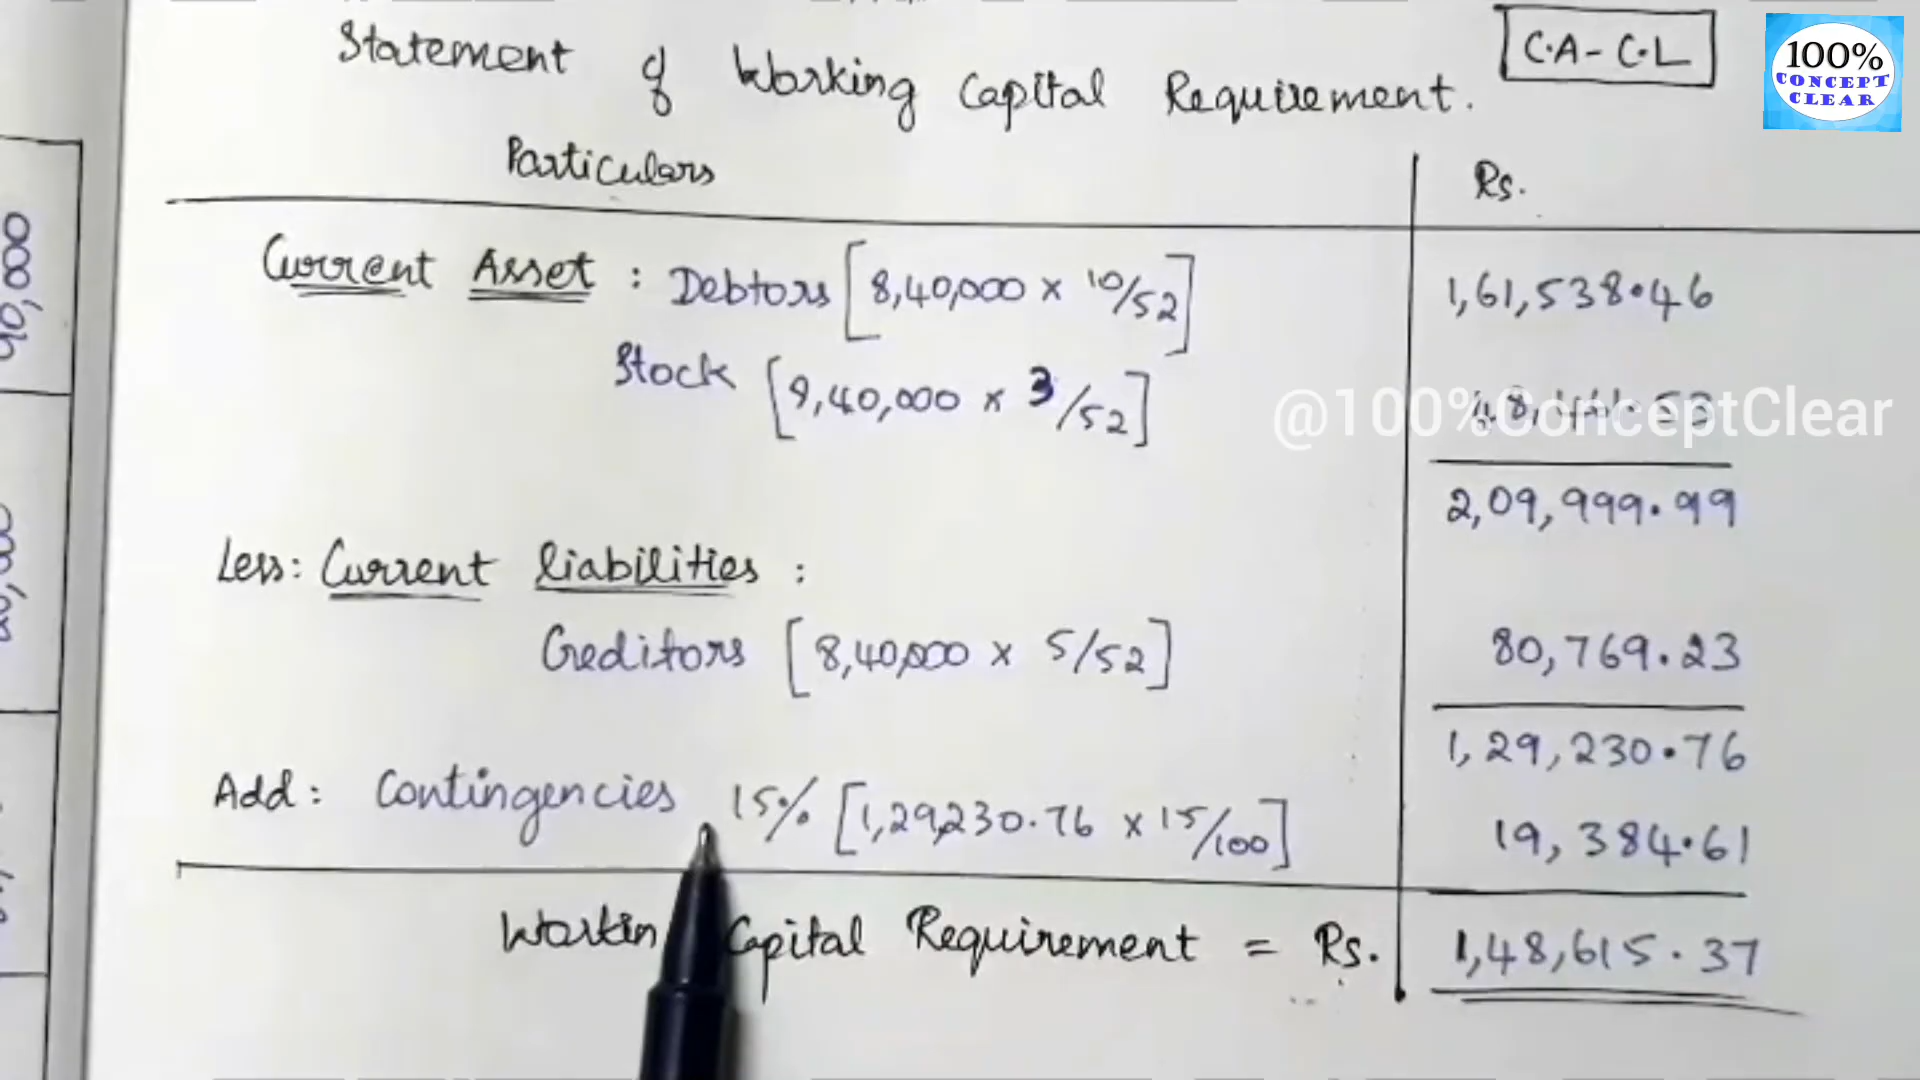 Statement of Working Capital Requirement.
C.A - C.L
100%
CONCEPT
CLEAR
Particulars Rs.
Current Asset : Debtors [8,40,000 x 10/52] 1,61,538.46
Stock [8,40,000 x 3/52]
@100%ConceptClear
2,09,999.99
Less: Current liabilities :
Creditors [8,40,000 x 5/52] 80,769.23
1,29,230.76
Add: Contingencies 15% [1,29,230.76 x 15/100] 19,384.61
Workin Capital Requirement = Rs. 1,48,615.37